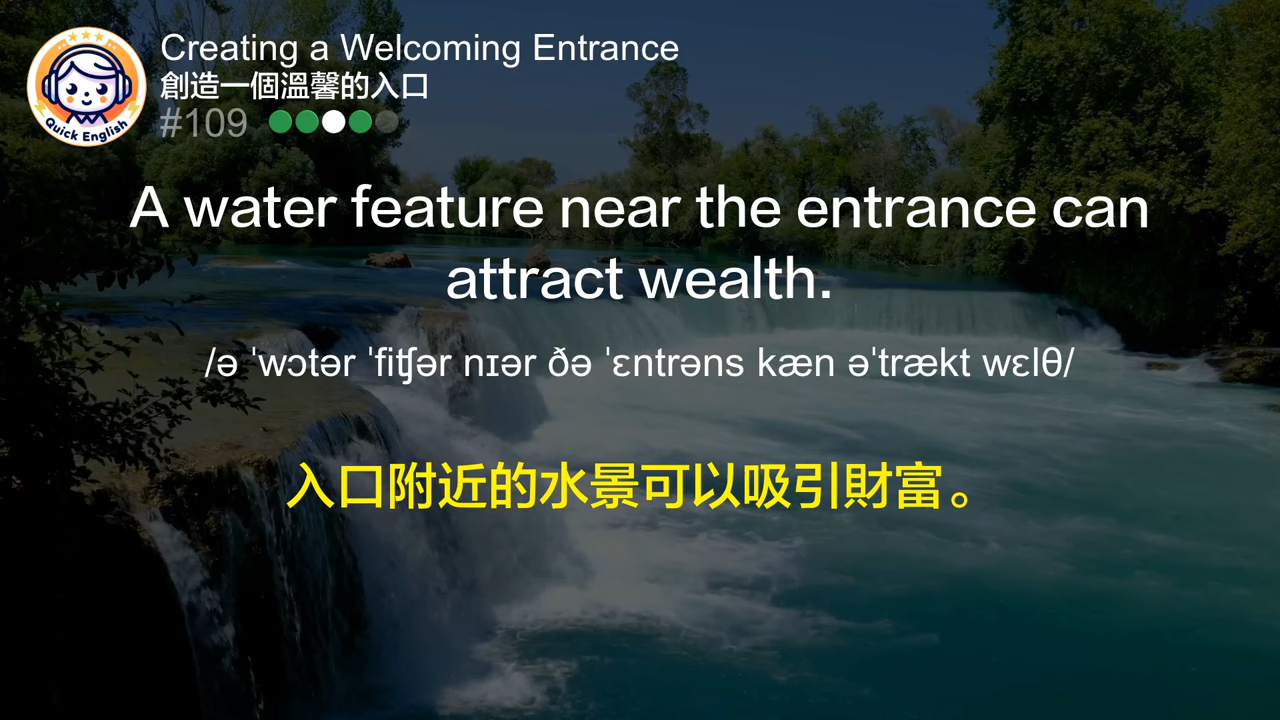 Creating a Welcoming Entrance
創造一個溫馨的入口
#109
Quick English
A water feature near the entrance can
attract wealth.
/ə ˈwɔtər ˈfiʧər nɪər ðə ˈɛntrəns kæn əˈtrækt wɛlθ/
入口附近的水景可以吸引財富。